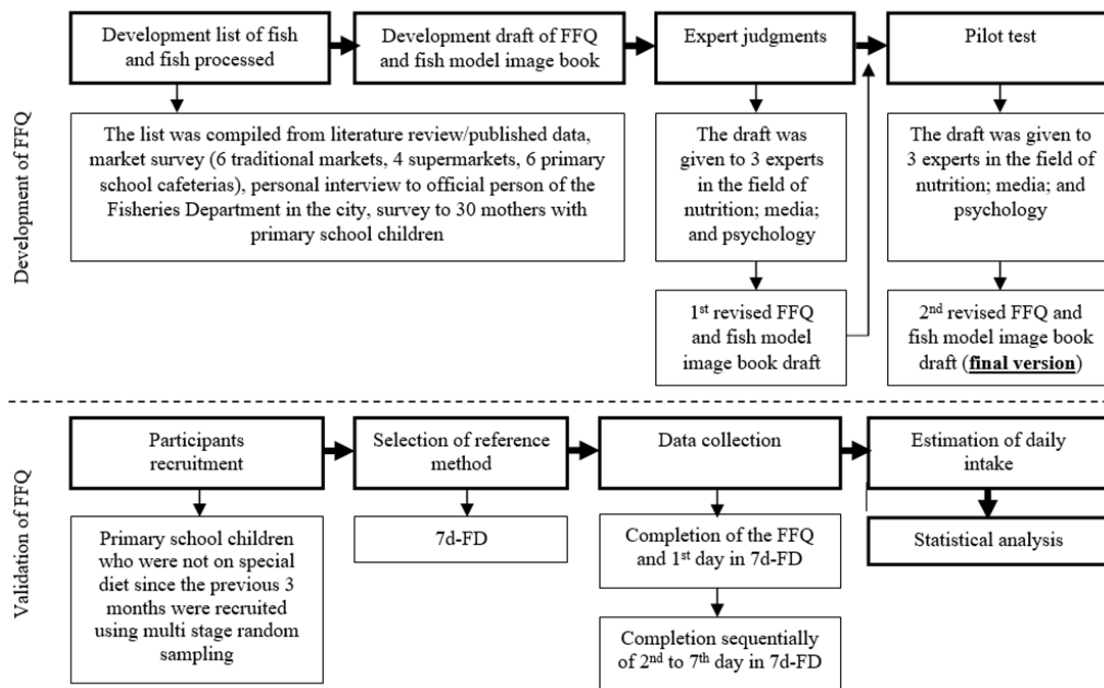 Development of FFQ
Development list of fish
and fish processed
Development draft of FFQ
and fish model image book
Expert judgments
Pilot test
The list was compiled from literature review/published data,
market survey (6 traditional markets, 4 supermarkets, 6 primary
school cafeterias), personal interview to official person of the
Fisheries Department in the city, survey to 30 mothers with
primary school children
The draft was
given to 3 experts
in the field of
nutrition; media;
and psychology
The draft was given to
3 experts in the field of
nutrition; media; and
psychology
1st revised FFQ
and fish model
image book draft
2nd revised FFQ and
fish model image book
draft (final version)
Validation of FFQ
Participants
recruitment
Selection of reference
method
Data collection
Estimation of daily
intake
Primary school children
who were not on special
diet since the previous 3
months were recruited
using multi stage random
sampling
7d-FD
Completion of the FFQ
and 1st day in 7d-FD
Completion sequentially
of 2nd to 7th day in 7d-FD
Statistical analysis